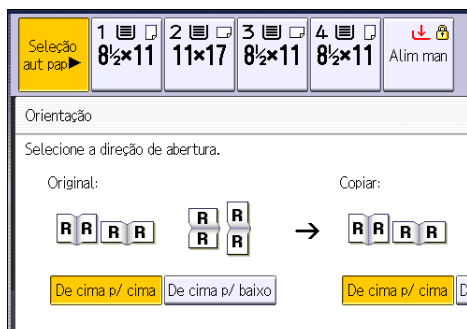 Seleção
aut pap►
1
8½×11
2
11×17
3
8½×11
4
8½×11
Alim man
Orientação
Selecione a direção de abertura.
Original:
Copiar:
R R R R
R R
R R
→
R R R R
De cima p/ cima
De cima p/ baixo
De cima p/ cima
D